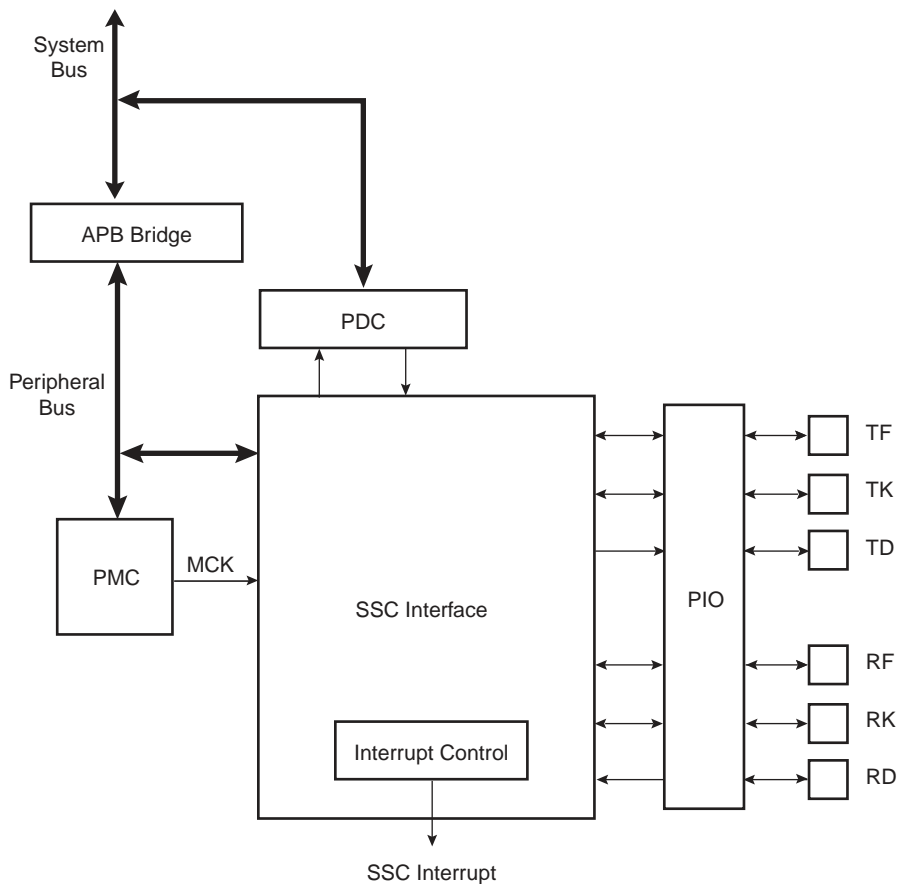 System
Bus
APB Bridge
PDC
Peripheral
Bus
TF
TK
TD
PMC
MCK
SSC Interface
PIO
RF
RK
RD
Interrupt Control
SSC Interrupt